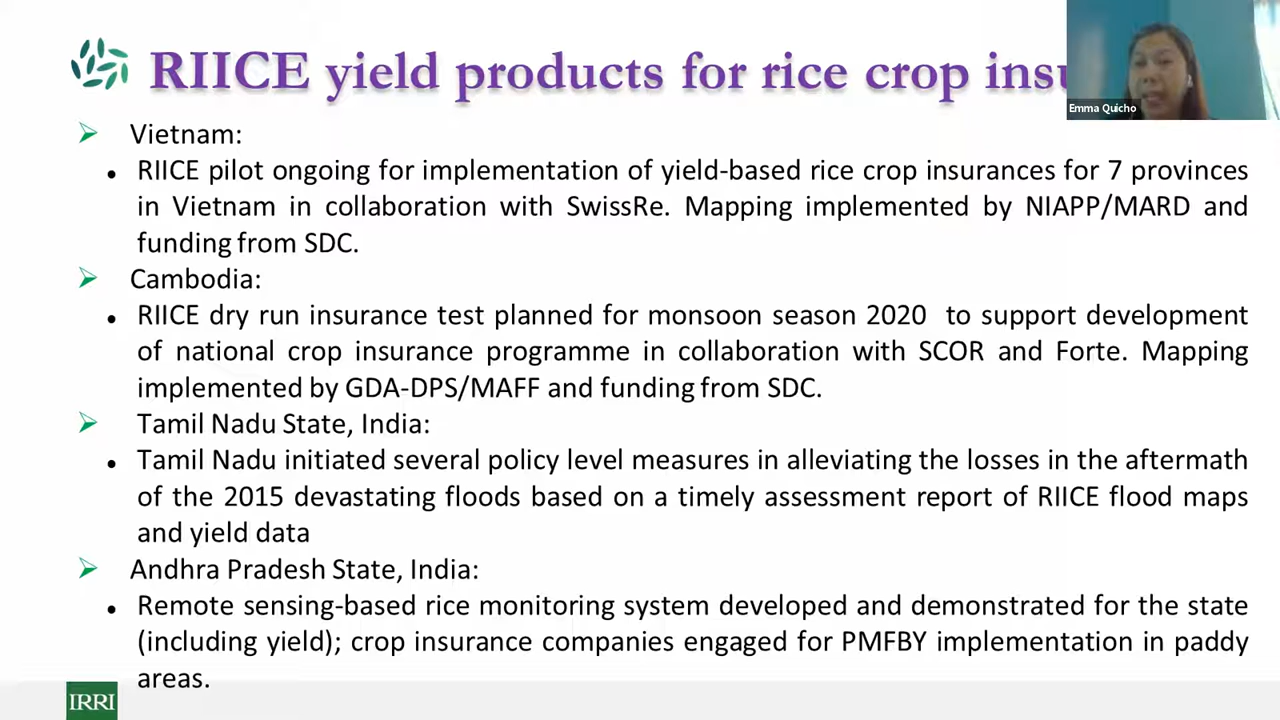 RIICE yield products for rice crop
Emma Quicho
Vietnam:
RIICE pilot ongoing for implementation of yield-based rice crop insurances for 7 provinces
in Vietnam in collaboration with SwissRe. Mapping implemented by NIAPP/MARD and
funding from SDC.
Cambodia:
RIICE dry run insurance test planned for monsoon season 2020 to support development
of national crop insurance programme in collaboration with SCOR and Forte. Mapping
implemented by GDA-DPS/MAFF and funding from SDC.
Tamil Nadu State, India:
Tamil Nadu initiated several policy level measures in alleviating the losses in the aftermath
of the 2015 devastating floods based on a timely assessment report of RIICE flood maps
and yield data
Andhra Pradesh State, India:
Remote sensing-based rice monitoring system developed and demonstrated for the state
(including yield); crop insurance companies engaged for PMFBY implementation in paddy
areas.
IRRI